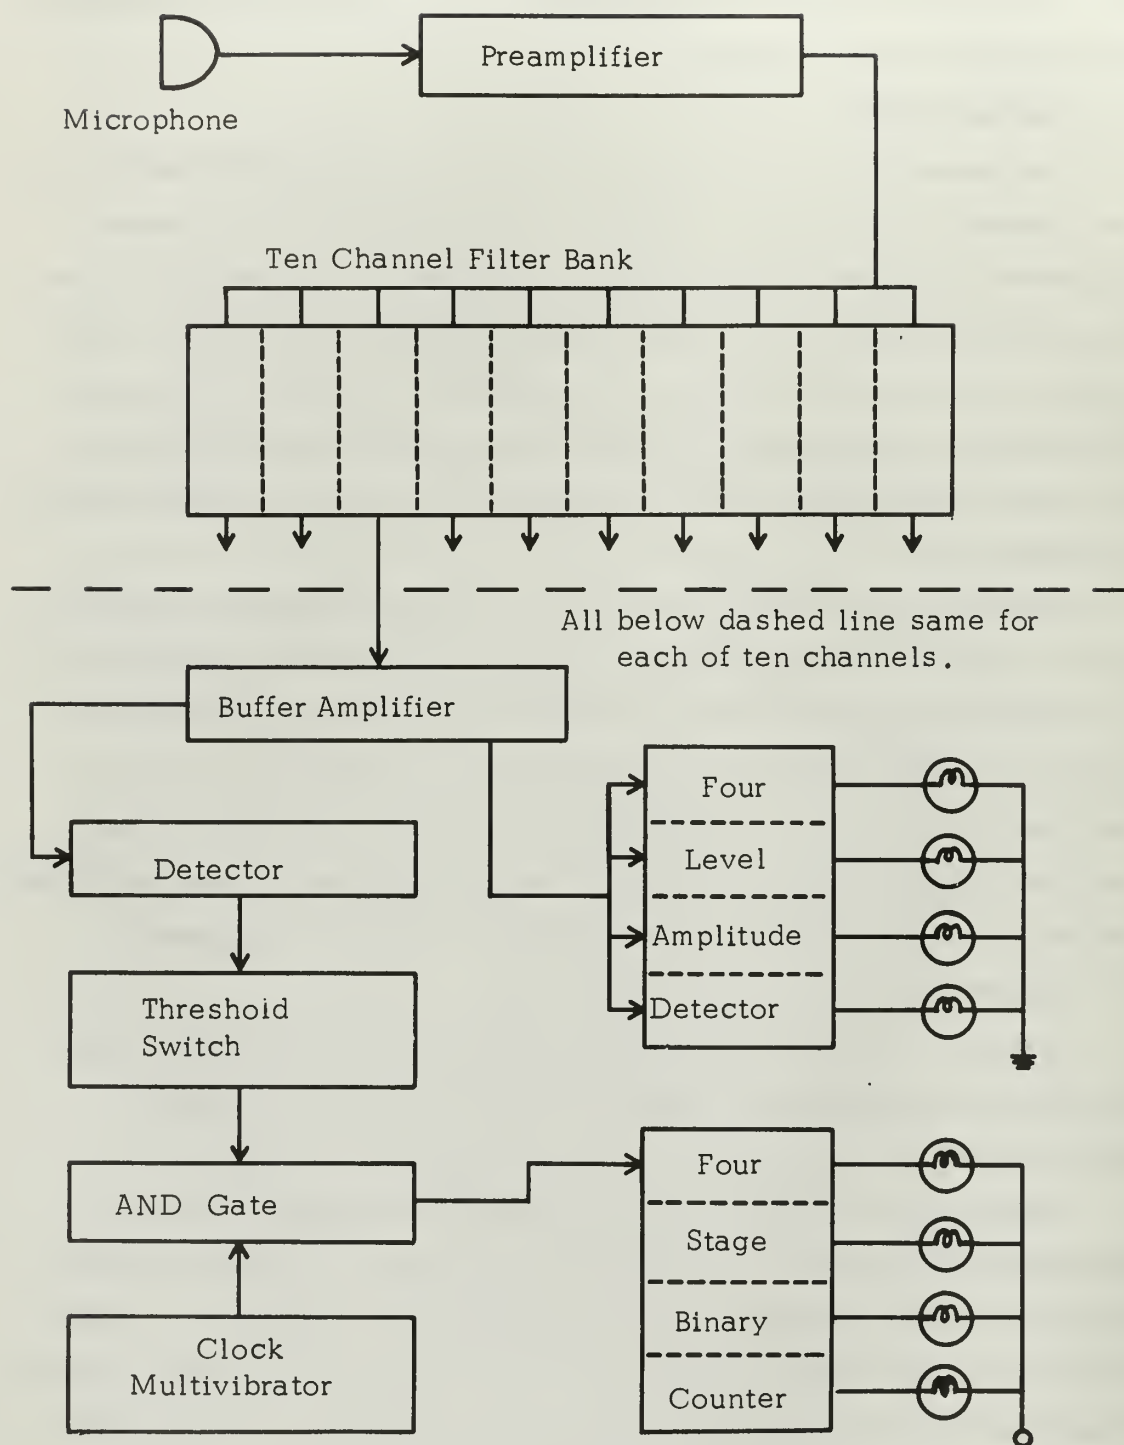 Preamplifier
Microphone
Ten Channel Filter Bank
All below dashed line same for
each of ten channels.
Buffer Amplifier
Four
Level
Amplitude
Detector
Detector
Threshoid
Switch
AND Gate
Clock
Multivibrator
Four
Stage
Binary
Counter